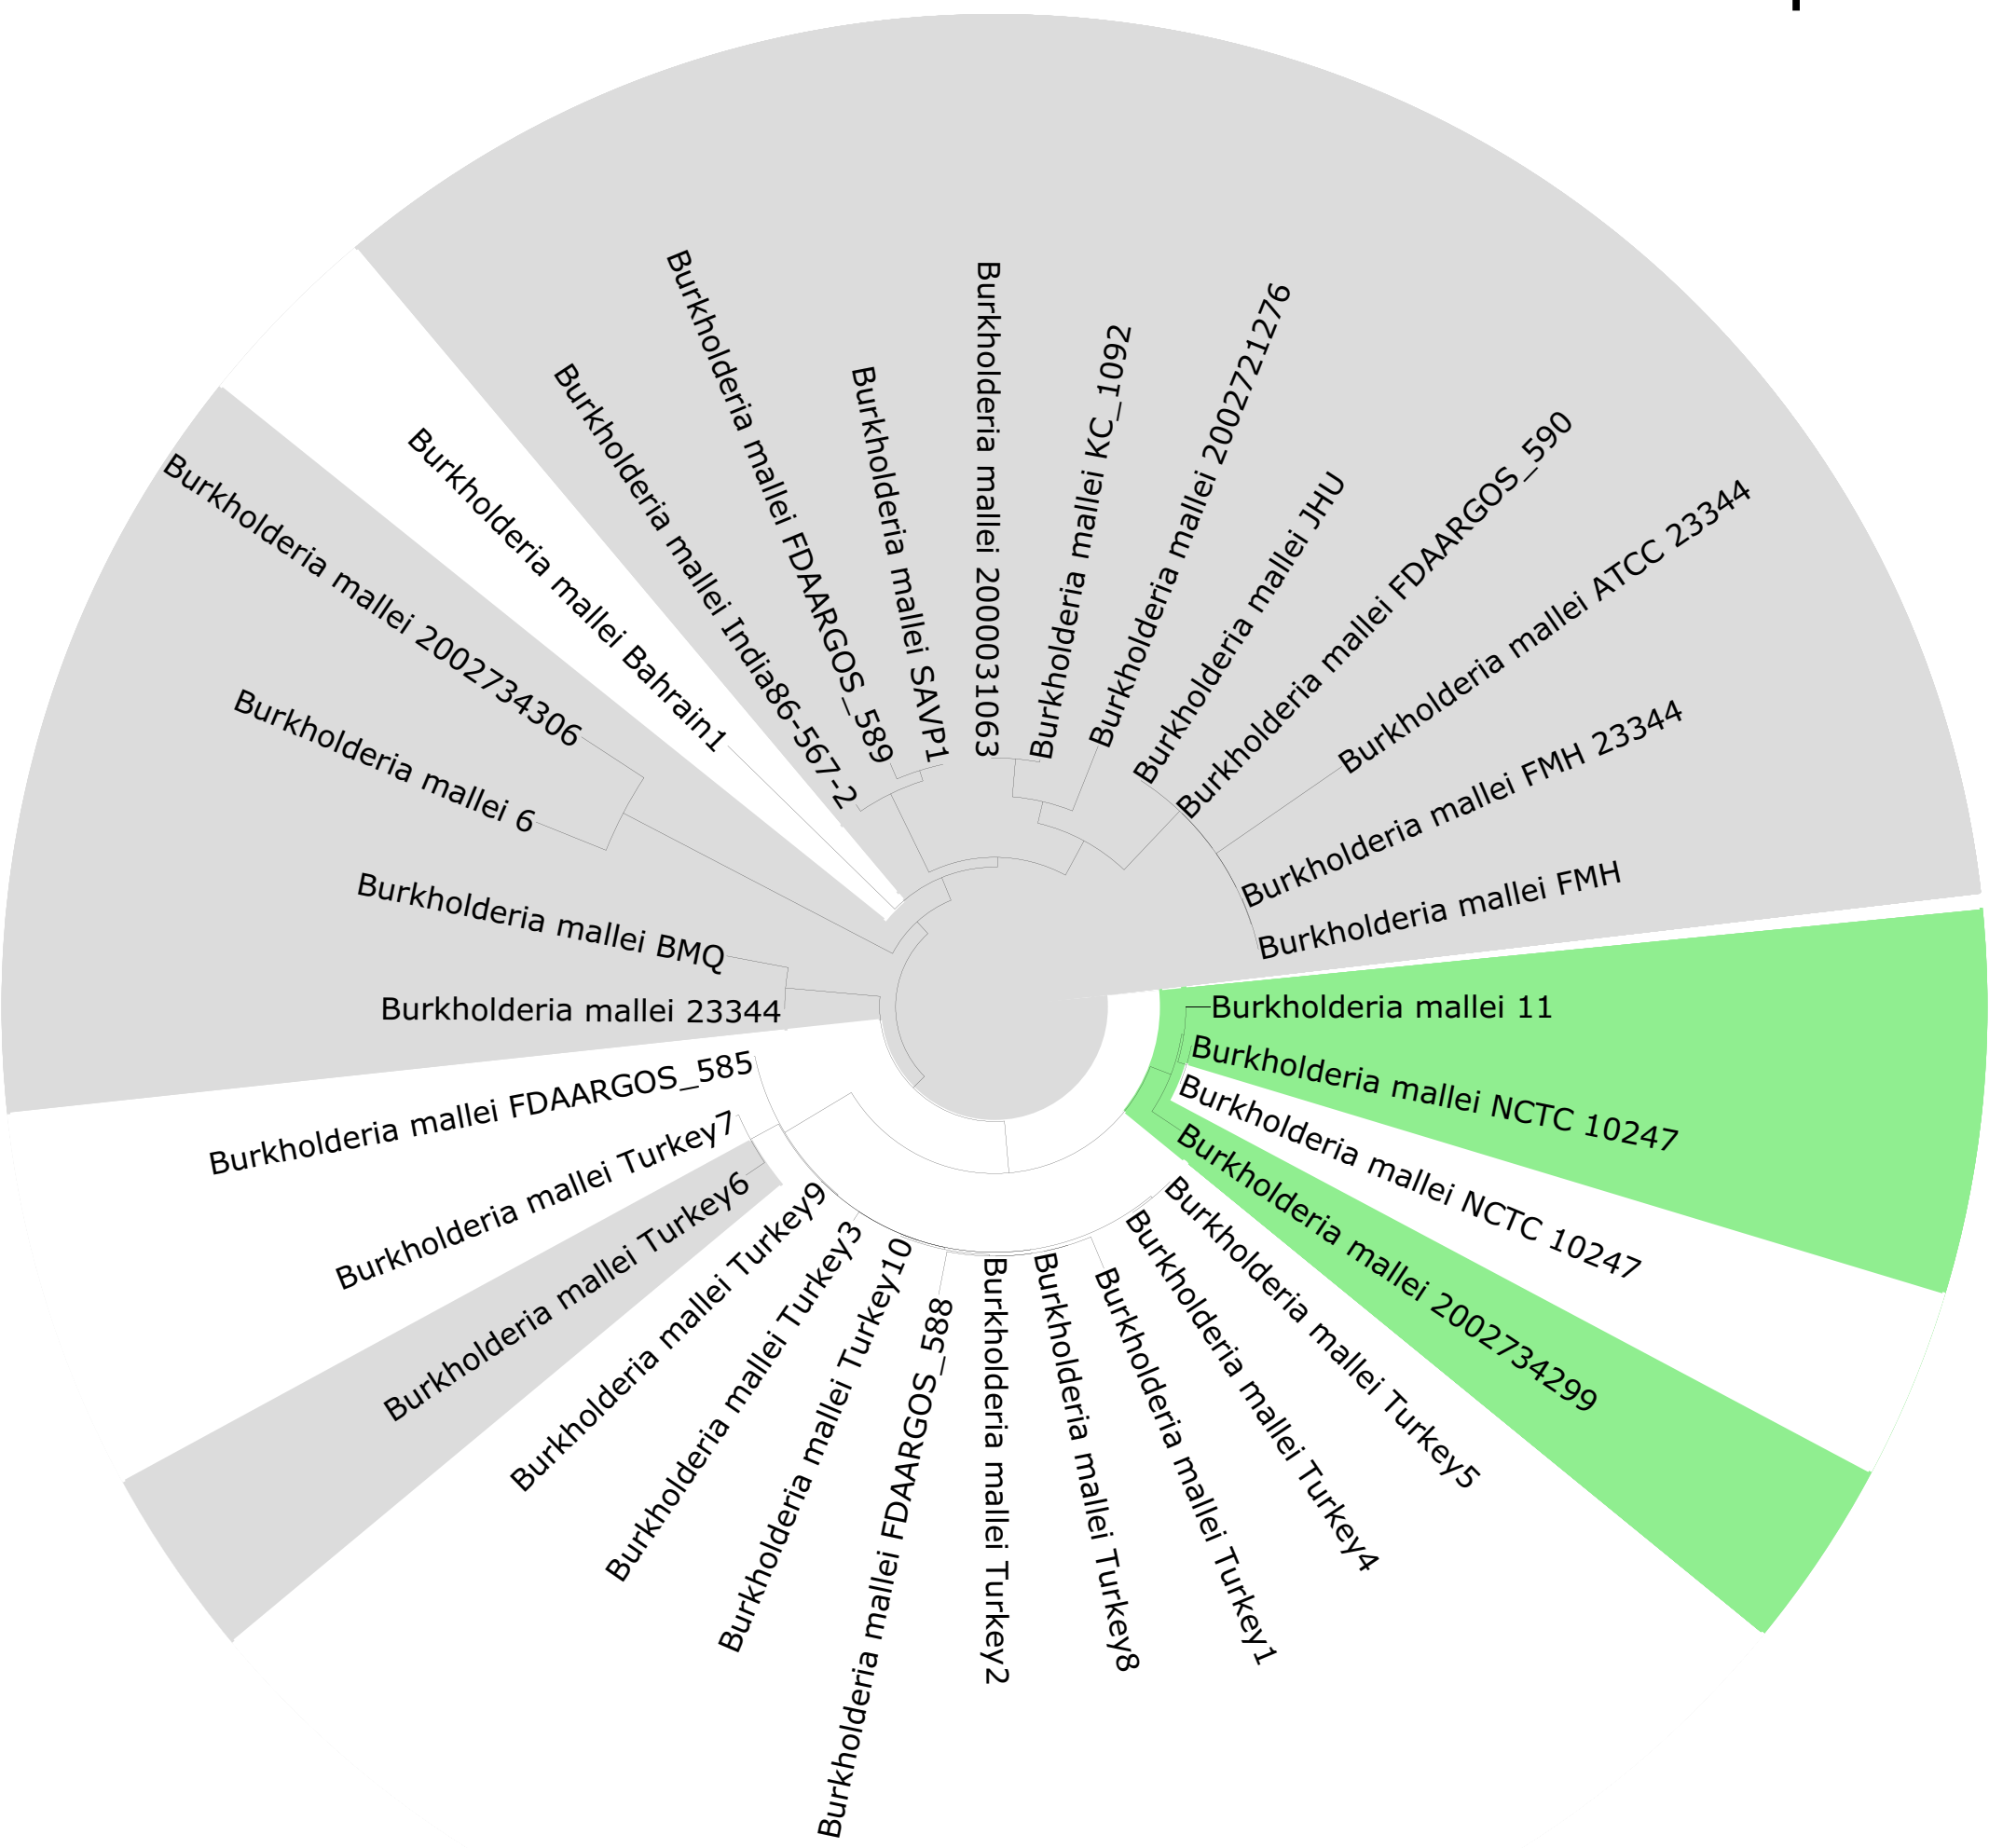 Burkholderia mallei 2002734306
Burkholderia mallei 6
Burkholderia mallei BMQ
Burkholderia mallei 23344
Burkholderia mallei Bahrain1
Burkholderia mallei India86-567-2
Burkholderia mallei FDAARGOS_589
Burkholderia mallei SAVP1
Burkholderia mallei 2000031063
Burkholderia mallei KC_1092
Burkholderia mallei 2002721276
Burkholderia mallei JHU
Burkholderia mallei FDAARGOS_590
Burkholderia mallei ATCC 23344
Burkholderia mallei FMH 23344
Burkholderia mallei FMH
Burkholderia mallei 11
Burkholderia mallei NCTC 10247
Burkholderia mallei NCTC 10247
Burkholderia mallei 2002734299
Burkholderia mallei Turkey5
Burkholderia mallei Turkey4
Burkholderia mallei Turkey1
Burkholderia mallei Turkey8
Burkholderia mallei Turkey2
Burkholderia mallei FDAARGOS_588
Burkholderia mallei Turkey10
Burkholderia mallei Turkey3
Burkholderia mallei Turkey9
Burkholderia mallei Turkey6
Burkholderia mallei Turkey7
Burkholderia mallei FDAARGOS_585